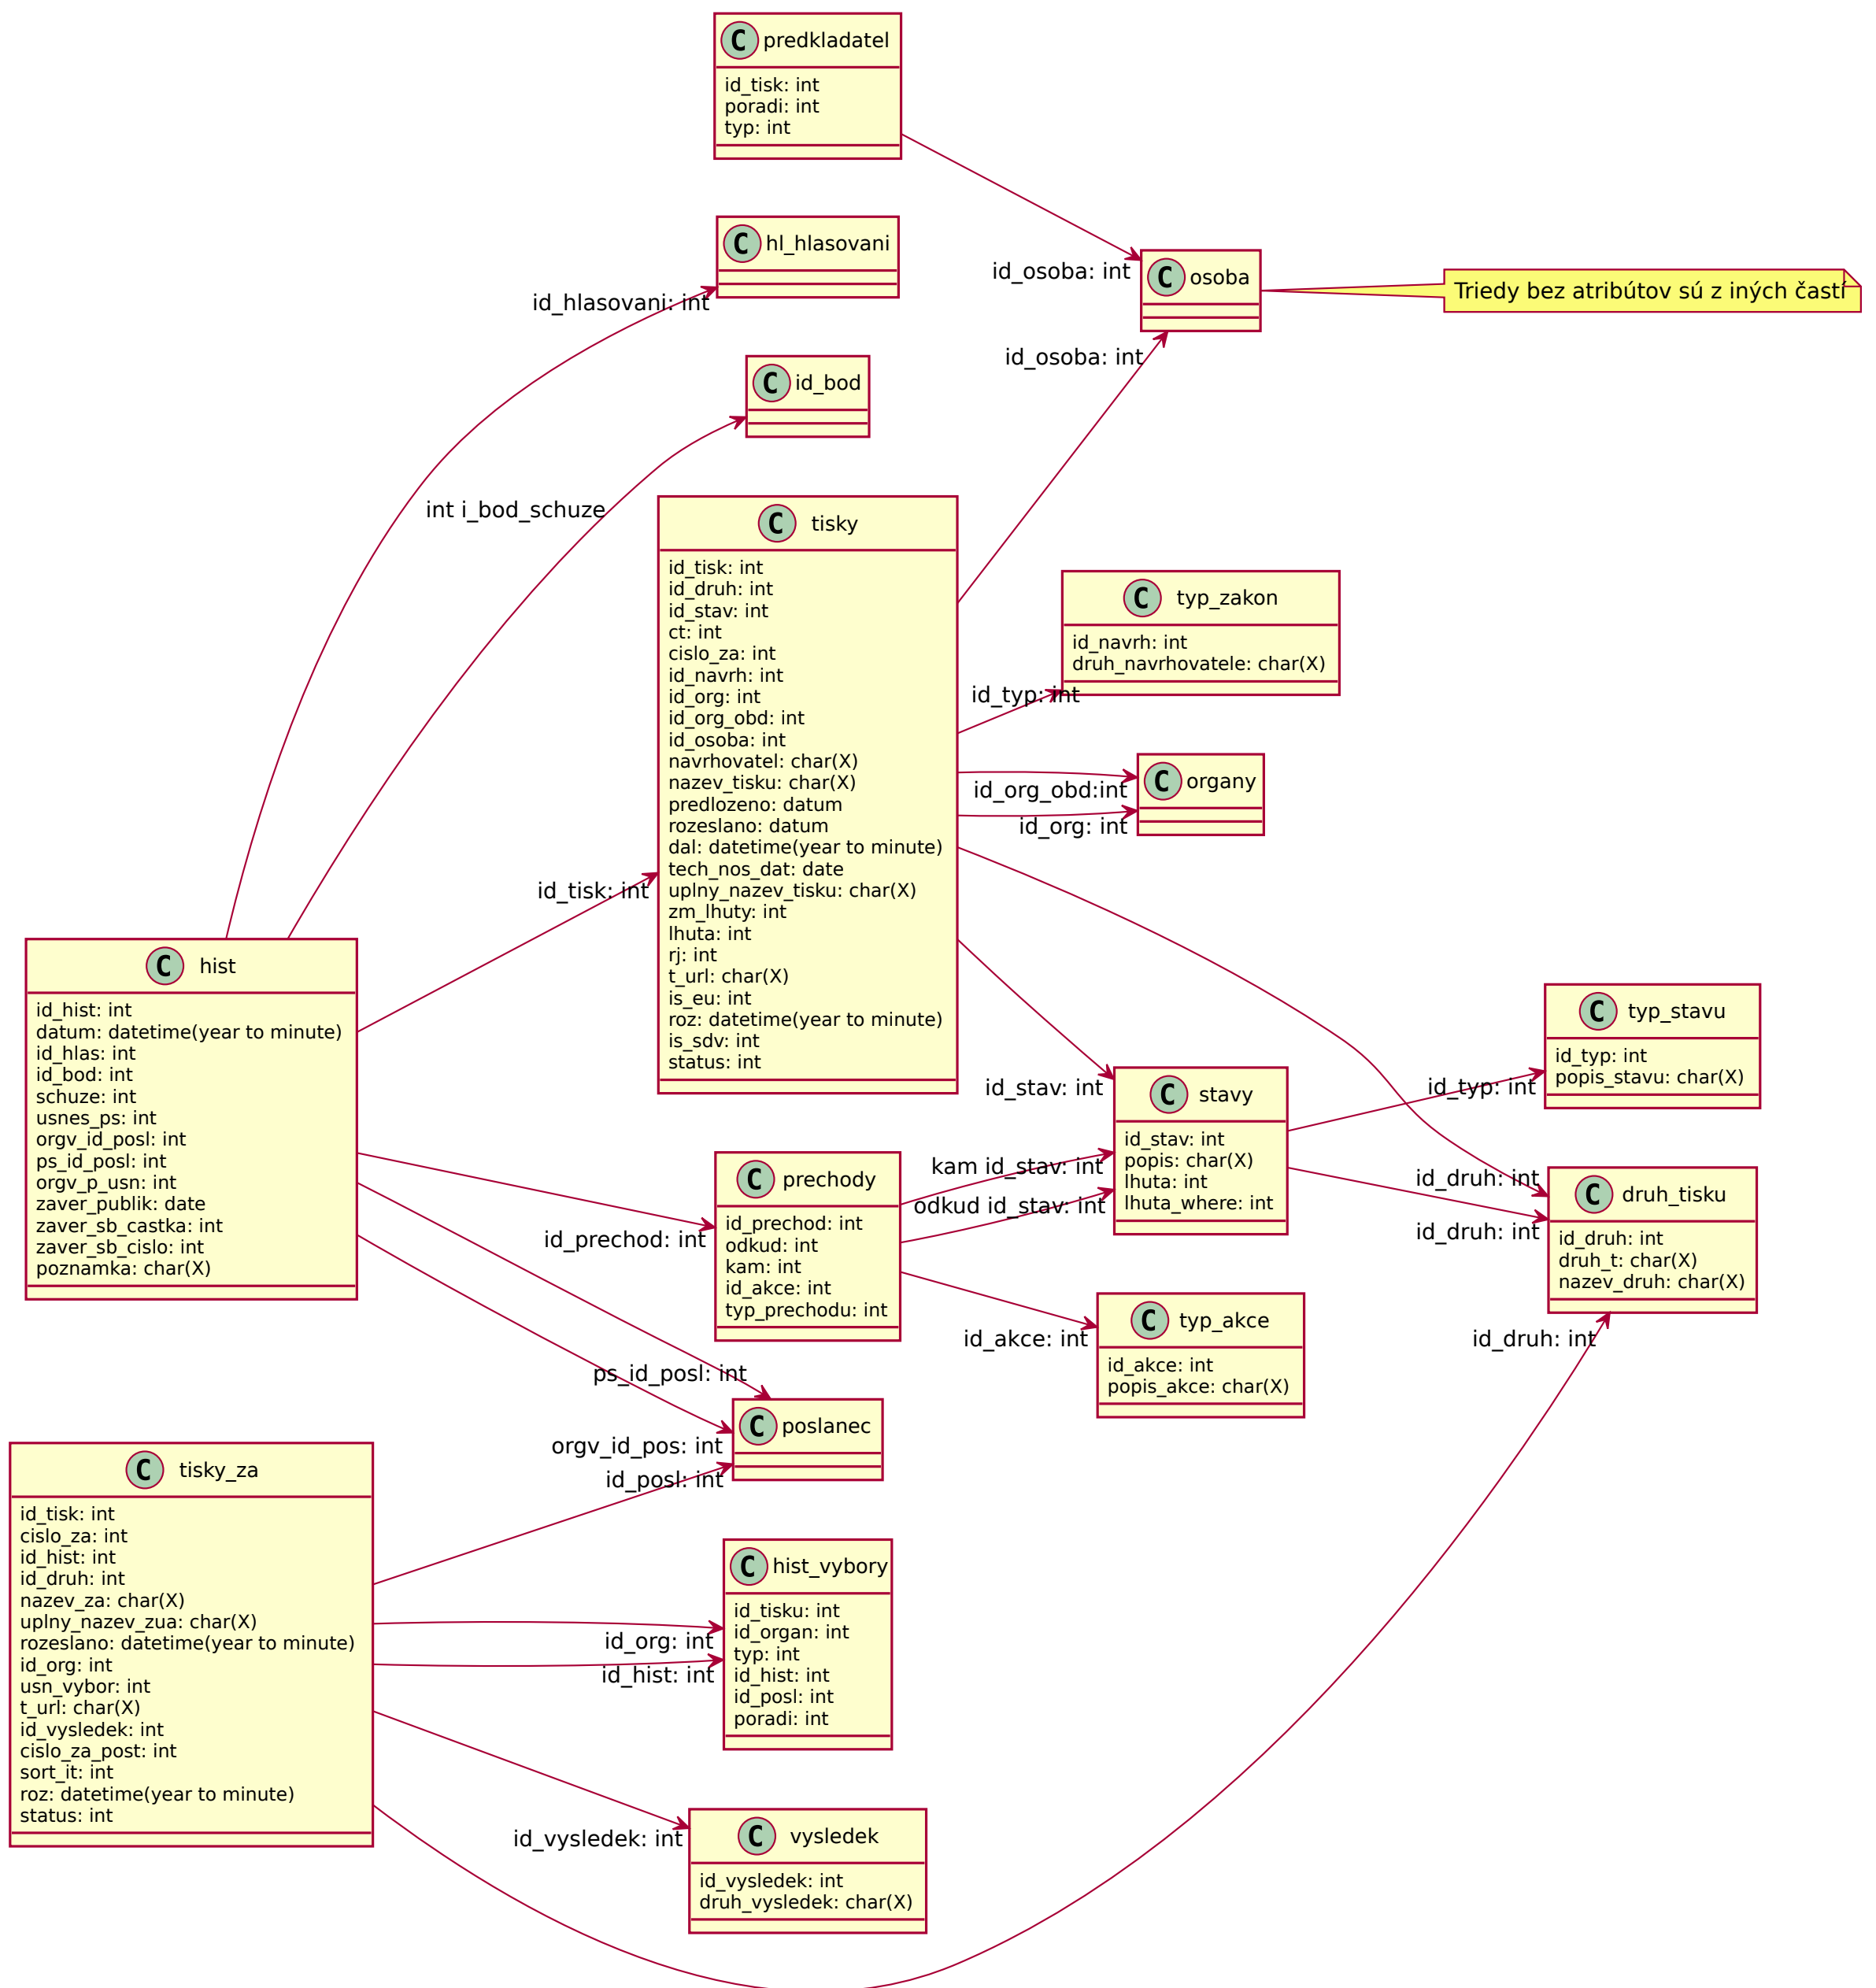 C predkladatel
id_tisk: int
poradi: int
typ: int
C hl_hlasovani
id_hlasovani: int
id_osoba: int
C osoba
Triedy bez atribútov sú z iných častí
id_osoba: int
C id_bod
int i_bod_schuze
C tisky
id_tisk: int
id_druh: int
id_stav: int
ct: int
cislo_za: int
id_navrh: int
id_org: int
id_org_obd: int
id_osoba: int
navrhovatel: char(X)
nazev_tisku: char(X)
predlozeno: datum
rozeslano: datum
dal: datetime(year to minute)
tech_nos_dat: date
uplny_nazev_tisku: char(X)
zm_lhuty: int
lhuta: int
rj: int
t_url: char(X)
is_eu: int
roz: datetime(year to minute)
is_sdv: int
status: int
C typ_zakon
id_navrh: int
druh_navrhovatele: char(X)
id_typ: int
C organy
id_org_obd:int
id_org: int
id_tisk: int
C hist
id_hist: int
datum: datetime(year to minute)
id_hlas: int
id_bod: int
schuze: int
usnes_ps: int
orgv_id_posl: int
ps_id_posl: int
orgv_p_usn: int
zaver_publik: date
zaver_sb_castka: int
zaver_sb_cislo: int
poznamka: char(X)
id_stav: int
C stavy
id_stav: int
popis: char(X)
lhuta: int
lhuta_where: int
C typ_stavu
id_typ: int
popis_stavu: char(X)
id_typ: int
C prechody
id_prechod: int
odkud: int
kam: int
id_akce: int
typ_prechodu: int
kam id_stav: int
odkud id_stav: int
id_prechod: int
id_druh: int
id_druh: int
C druh_tisku
id_druh: int
druh_t: char(X)
nazev_druh: char(X)
id_druh: int
C typ_akce
id_akce: int
popis_akce: char(X)
id_akce: int
ps_id_posl: int
C poslanec
orgv_id_pos: int
id_posl: int
C tisky_za
id_tisk: int
cislo_za: int
id_hist: int
id_druh: int
nazev_za: char(X)
uplny_nazev_zua: char(X)
rozeslano: datetime(year to minute)
id_org: int
usn_vybor: int
t_url: char(X)
id_vysledek: int
cislo_za_post: int
sort_it: int
roz: datetime(year to minute)
status: int
C hist_vybory
id_tisku: int
id_organ: int
typ: int
id_hist: int
id_posl: int
poradi: int
id_org: int
id_hist: int
C vysledek
id_vysledek: int
druh_vysledek: char(X)
id_vysledek: int